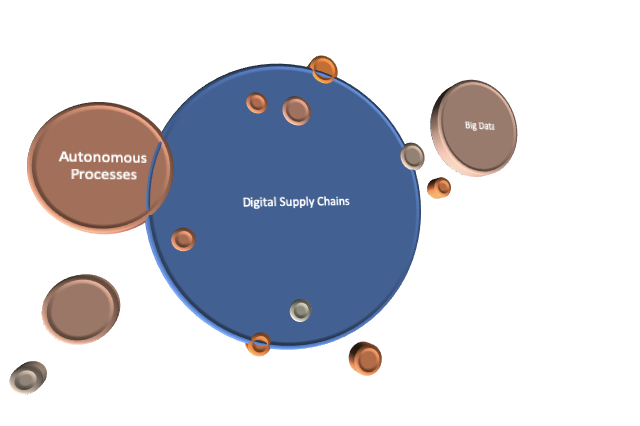 Autonomous
Processes
Digital Supply Chains
Big Data